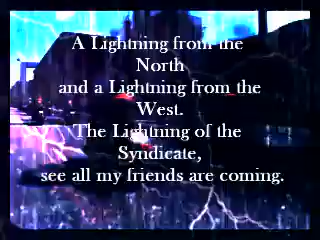 A Lightning from the
North
and a Lightning from the
West.
The Lightning of the
Syndicate,
see all my friends are coming.